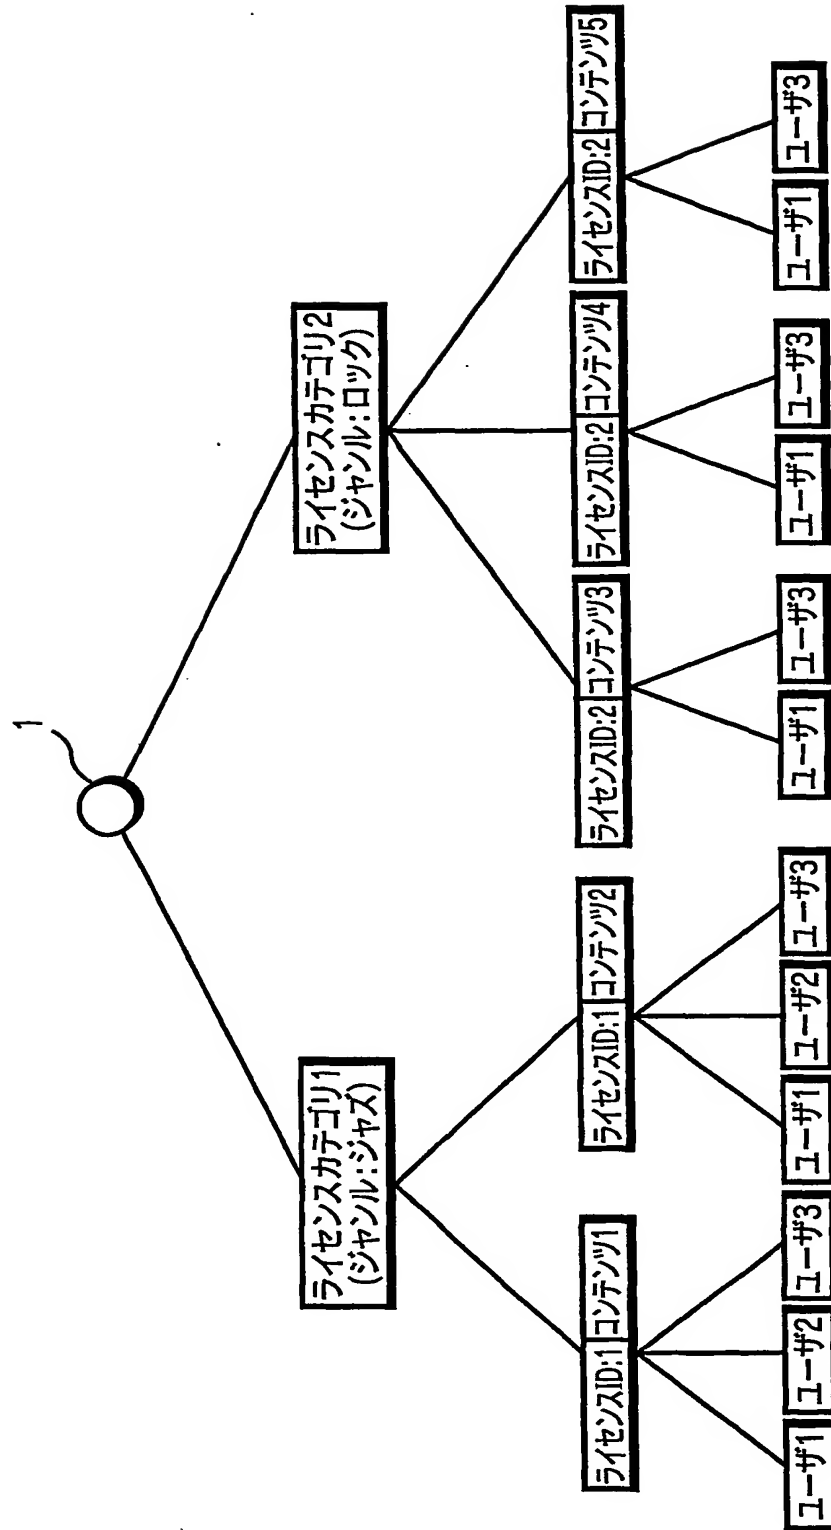 1
ライセンスカテゴリ1
(ジャンル:ジャズ)
ライセンスカテゴリ2
(ジャンル:ロック)
ライセンスID:1 コンテンツ1
ライセンスID:1 コンテンツ2
ライセンスID:2 コンテンツ3
ライセンスID:2 コンテンツ4
ライセンスID:2 コンテンツ5
ユーザ1
ユーザ2
ユーザ3
ユーザ1
ユーザ2
ユーザ3
ユーザ1
ユーザ3
ユーザ1
ユーザ3
ユーザ1
ユーザ3